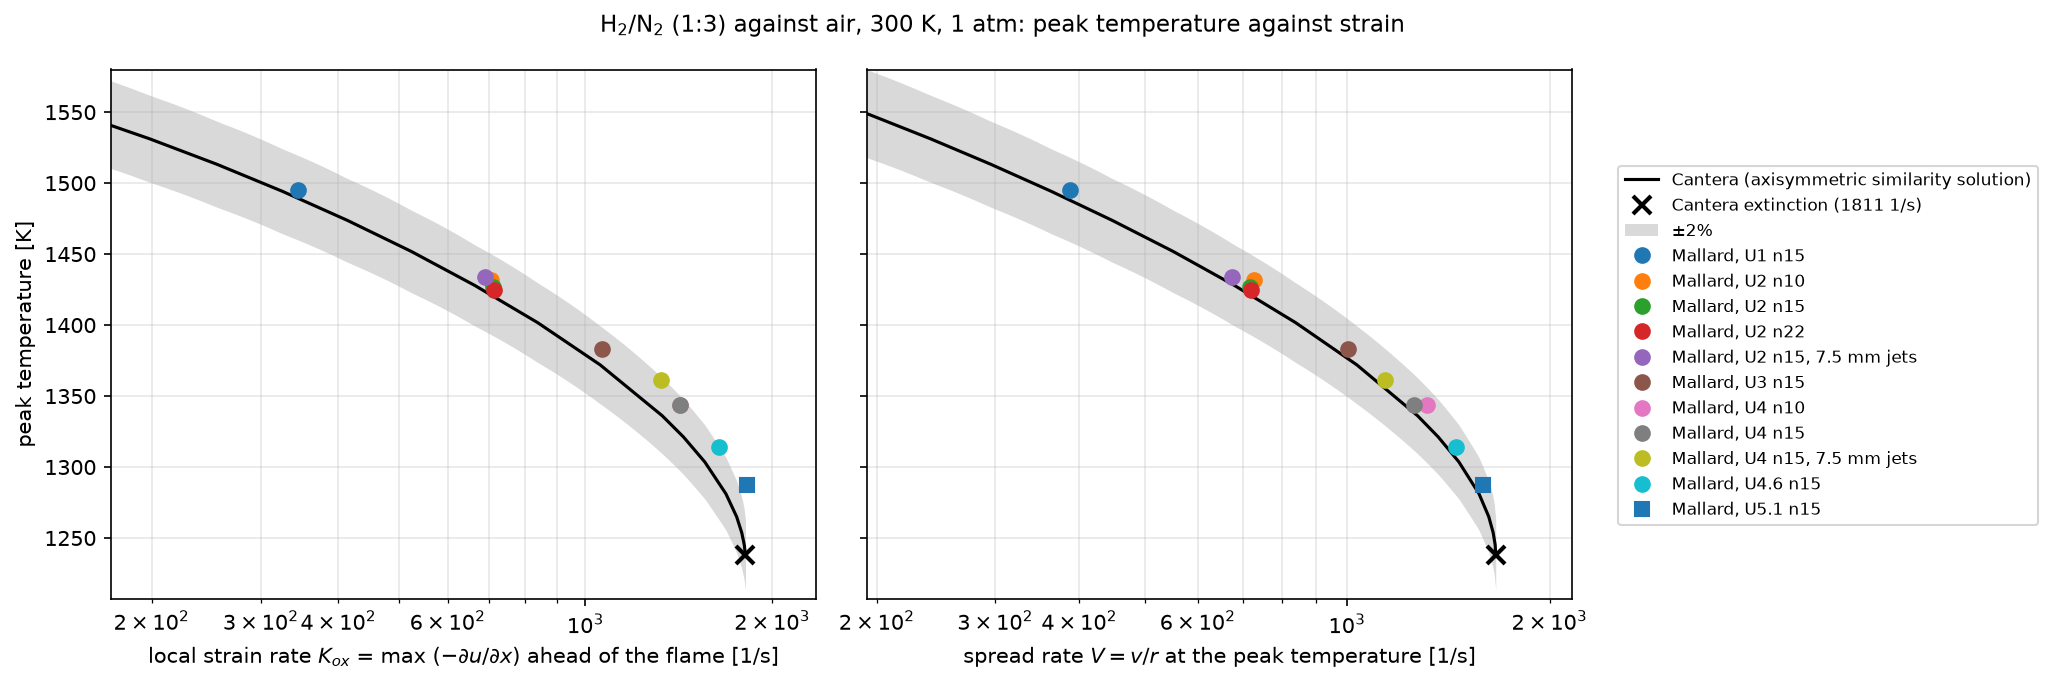 H₂/N₂ (1:3) against air, 300 K, 1 atm: peak temperature against strain
peak temperature [K]
1550
1500
1450
1400
1350
1300
1250
2 × 10² 3 × 10² 4 × 10² 6 × 10² 10³ 2 × 10³
local strain rate Kₒₓ = max (−∂u/∂x) ahead of the flame [1/s]
2 × 10² 3 × 10² 4 × 10² 6 × 10² 10³ 2 × 10³
spread rate V = v/r at the peak temperature [1/s]
Cantera (axisymmetric similarity solution)
Cantera extinction (1811 1/s)
±2%
Mallard, U1 n15
Mallard, U2 n10
Mallard, U2 n15
Mallard, U2 n22
Mallard, U2 n15, 7.5 mm jets
Mallard, U3 n15
Mallard, U4 n10
Mallard, U4 n15
Mallard, U4 n15, 7.5 mm jets
Mallard, U4.6 n15
Mallard, U5.1 n15